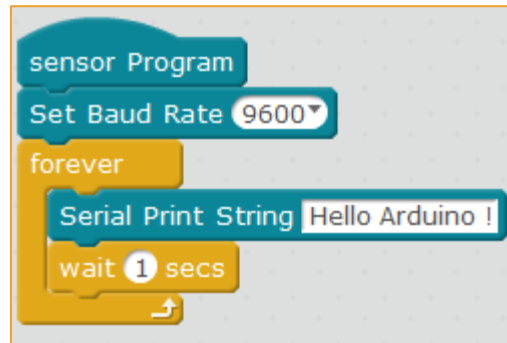 sensor Program
Set Baud Rate 9600
forever
Serial Print String Hello Arduino !
wait 1 secs